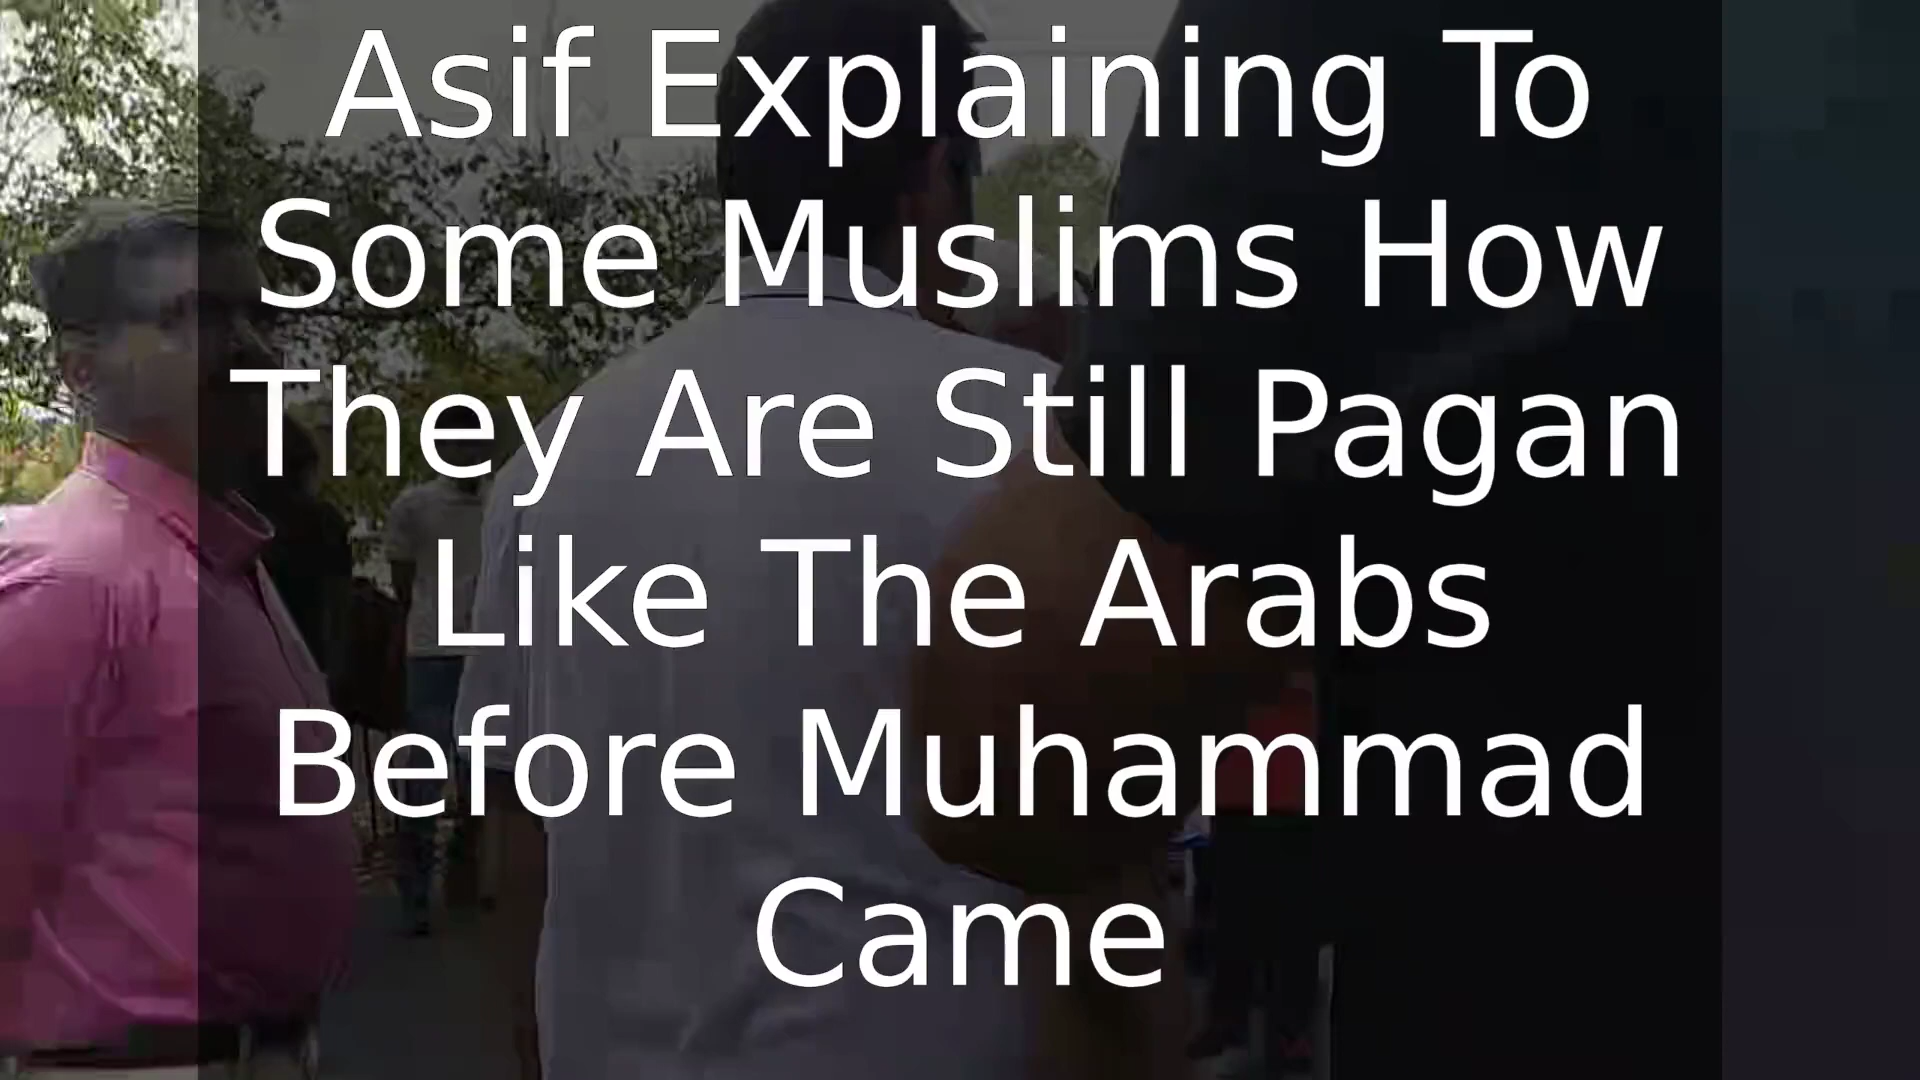 Asif Explaining To
Some Muslims How
They Are Still Pagan
Like The Arabs
Before Muhammad
Came